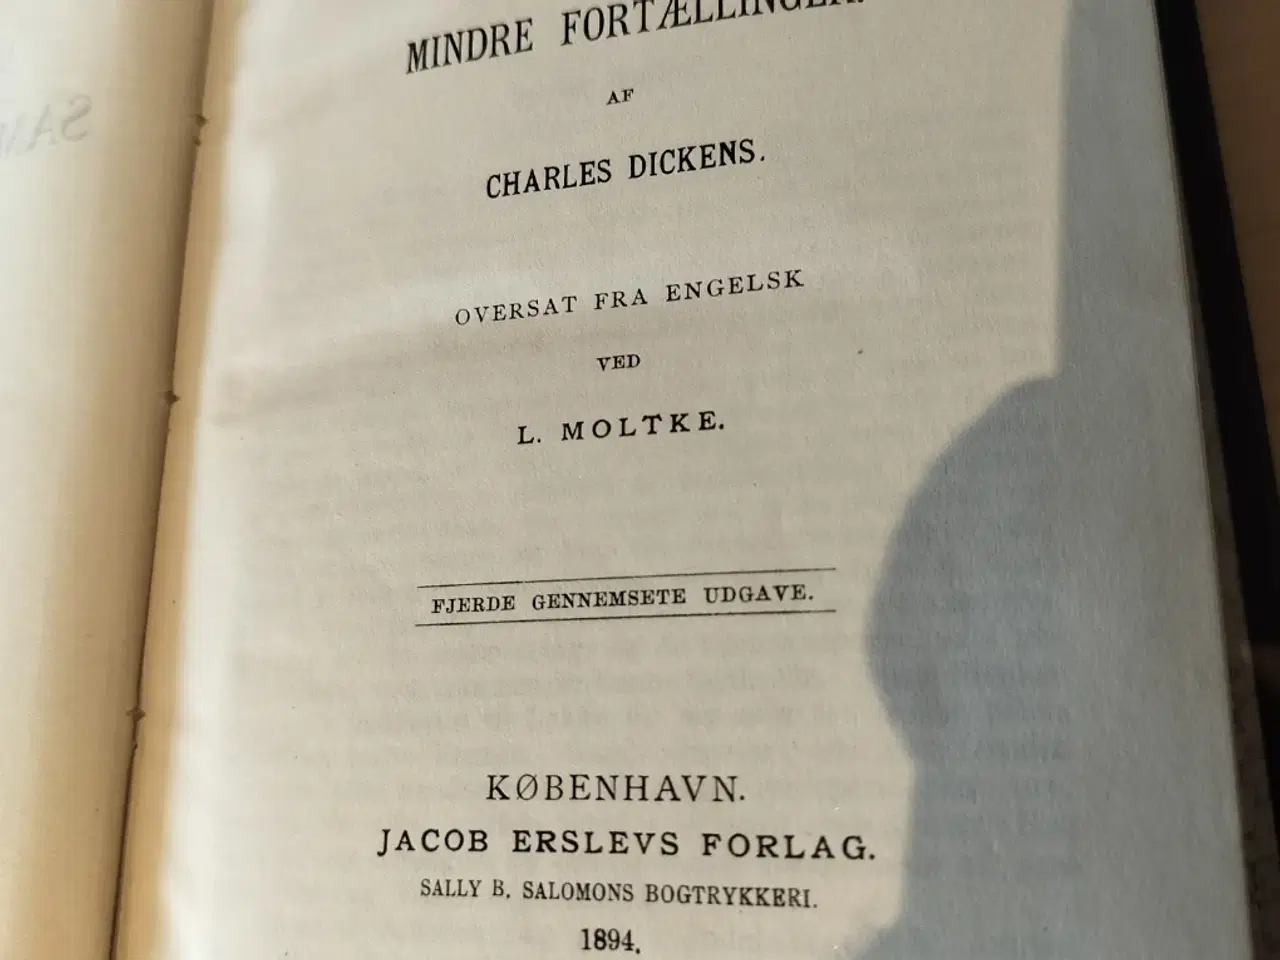 MINDRE FORTÆLLINGER.
AF
CHARLES DICKENS.
OVERSAT FRA ENGELSK
VED
L. MOLTKE.
FJERDE GENNEMSETE UDGAVE.
KØBENHAVN.
JACOB ERSLEVS FORLAG.
SALLY B. SALOMONS BOGTRYKKERI.
1894.